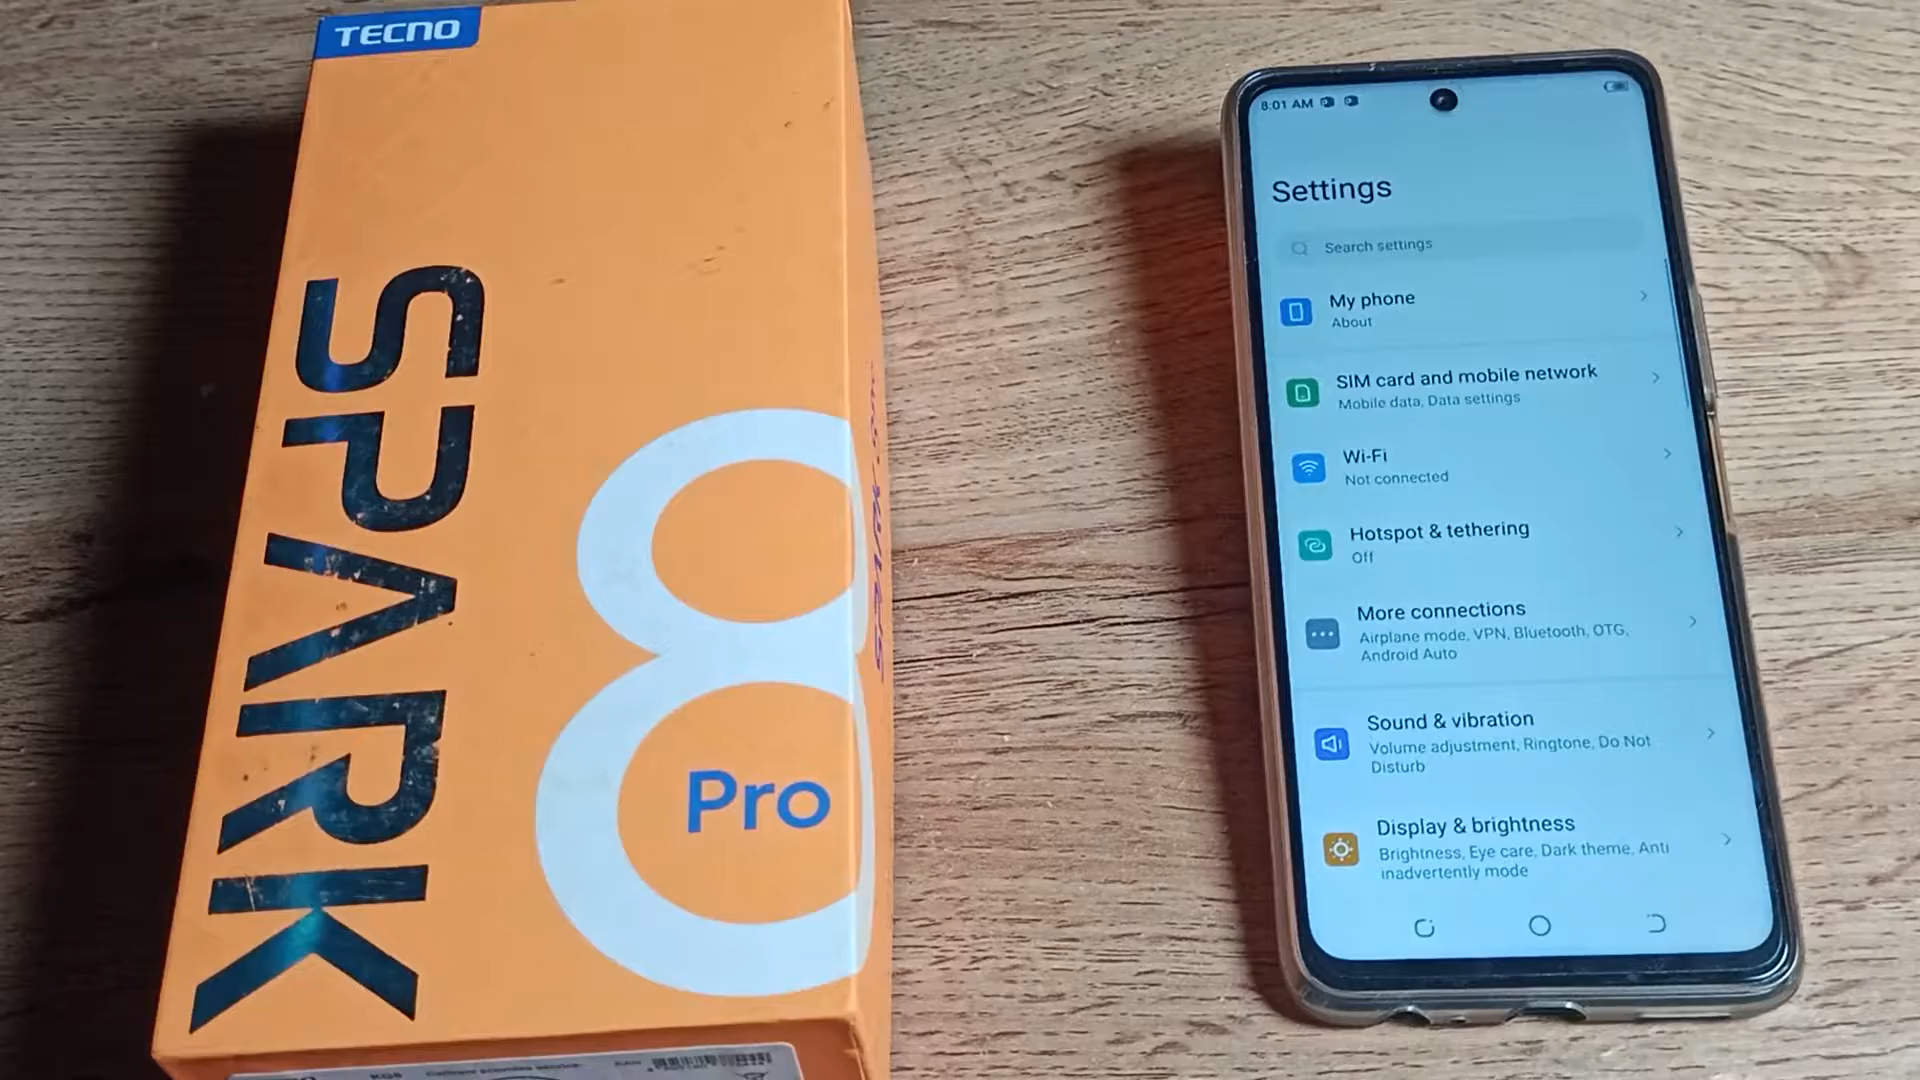 TECNO
SPARK
8
Pro
8:01 AM
Settings
Search settings
My phone
About
SIM card and mobile network
Mobile data, Data settings
Wi-Fi
Not connected
Hotspot & tethering
Off
More connections
Airplane mode, VPN, Bluetooth, OTG,
Android Auto
Sound & vibration
Volume adjustment, Ringtone, Do Not
Disturb
Display & brightness
Brightness, Eye care, Dark theme, Anti
inadvertently mode